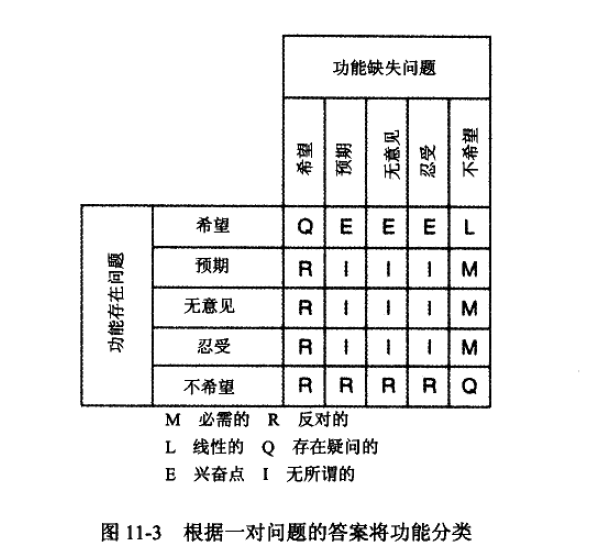 功能缺失问题
希望 预期 无意见 忍受 不希望
功能存在问题
希望 Q E E E L
预期 R I I I M
无意见 R I I I M
忍受 R I I I M
不希望 R R R R Q
M 必需的 R 反对的
L 线性的 Q 存在疑问的
E 兴奋点 I 无所谓的
图 11-3 根据一对问题的答案将功能分类